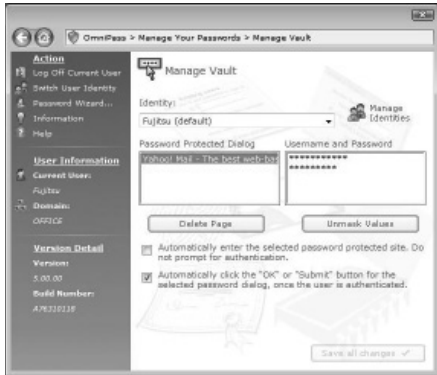 OmniPass > Manage Your Passwords > Manage Vault
Action
Log Off Current User
Switch User Identity
Password Wizard...
Information
Help
User Information
Current User:
Fujitsu
Domain:
OFFICE
Version Detail
Version:
5.00.00
Build Number:
A76310118
Manage Vault
Identity:
Fujitsu (default)
Manage Identities
Password Protected Dialog
Yahoo! Mail - The best web-bas
Username and Password
***********
*********
Delete Page
Unmask Values
Automatically enter the selected password protected site. Do
not prompt for authentication.
Automatically click the "OK" or "Submit" button for the
selected password dialog, once the user is authenticated.
Save all changes